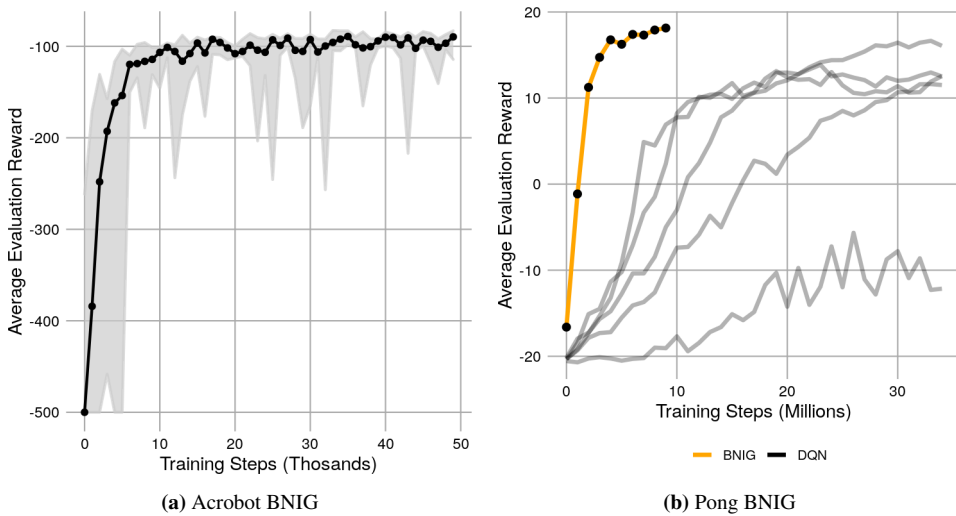 -100
-200
-300
-400
-500
0
10
20
30
40
50
Average Evaluation Reward
Training Steps (Thosands)
(a) Acrobot BNIG
20
10
0
-10
-20
0
10
20
30
Average Evaluation Reward
Training Steps (Millions)
BNIG
DQN
(b) Pong BNIG